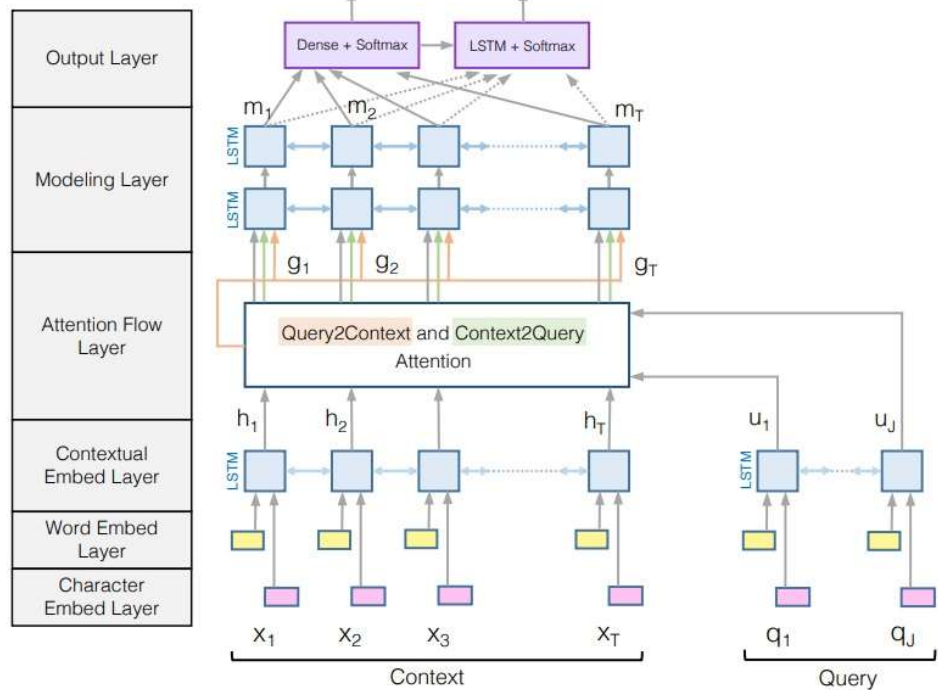 Output Layer
Dense + Softmax
LSTM + Softmax
m1
m2
mT
LSTM
Modeling Layer
LSTM
g1
g2
gT
Attention Flow
Layer
Query2Context and Context2Query
Attention
h1
h2
hT
u1
uJ
Contextual
Embed Layer
LSTM
LSTM
Word Embed
Layer
Character
Embed Layer
x1
x2
x3
xT
q1
qJ
Context
Query